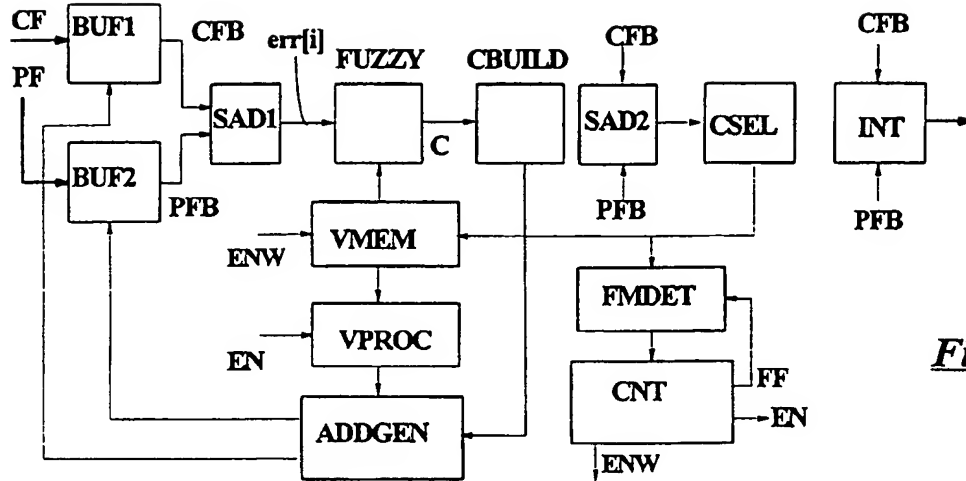 CF
BUF1
CFB
err[i]
FUZZY
CBUILD
CFB
CFB
PF
SAD1
C
SAD2
CSEL
INT
BUF2
PFB
PFB
PFB
ENW
VMEM
FMDET
EN
VPROC
CNT
FF
EN
ADDGEN
ENW